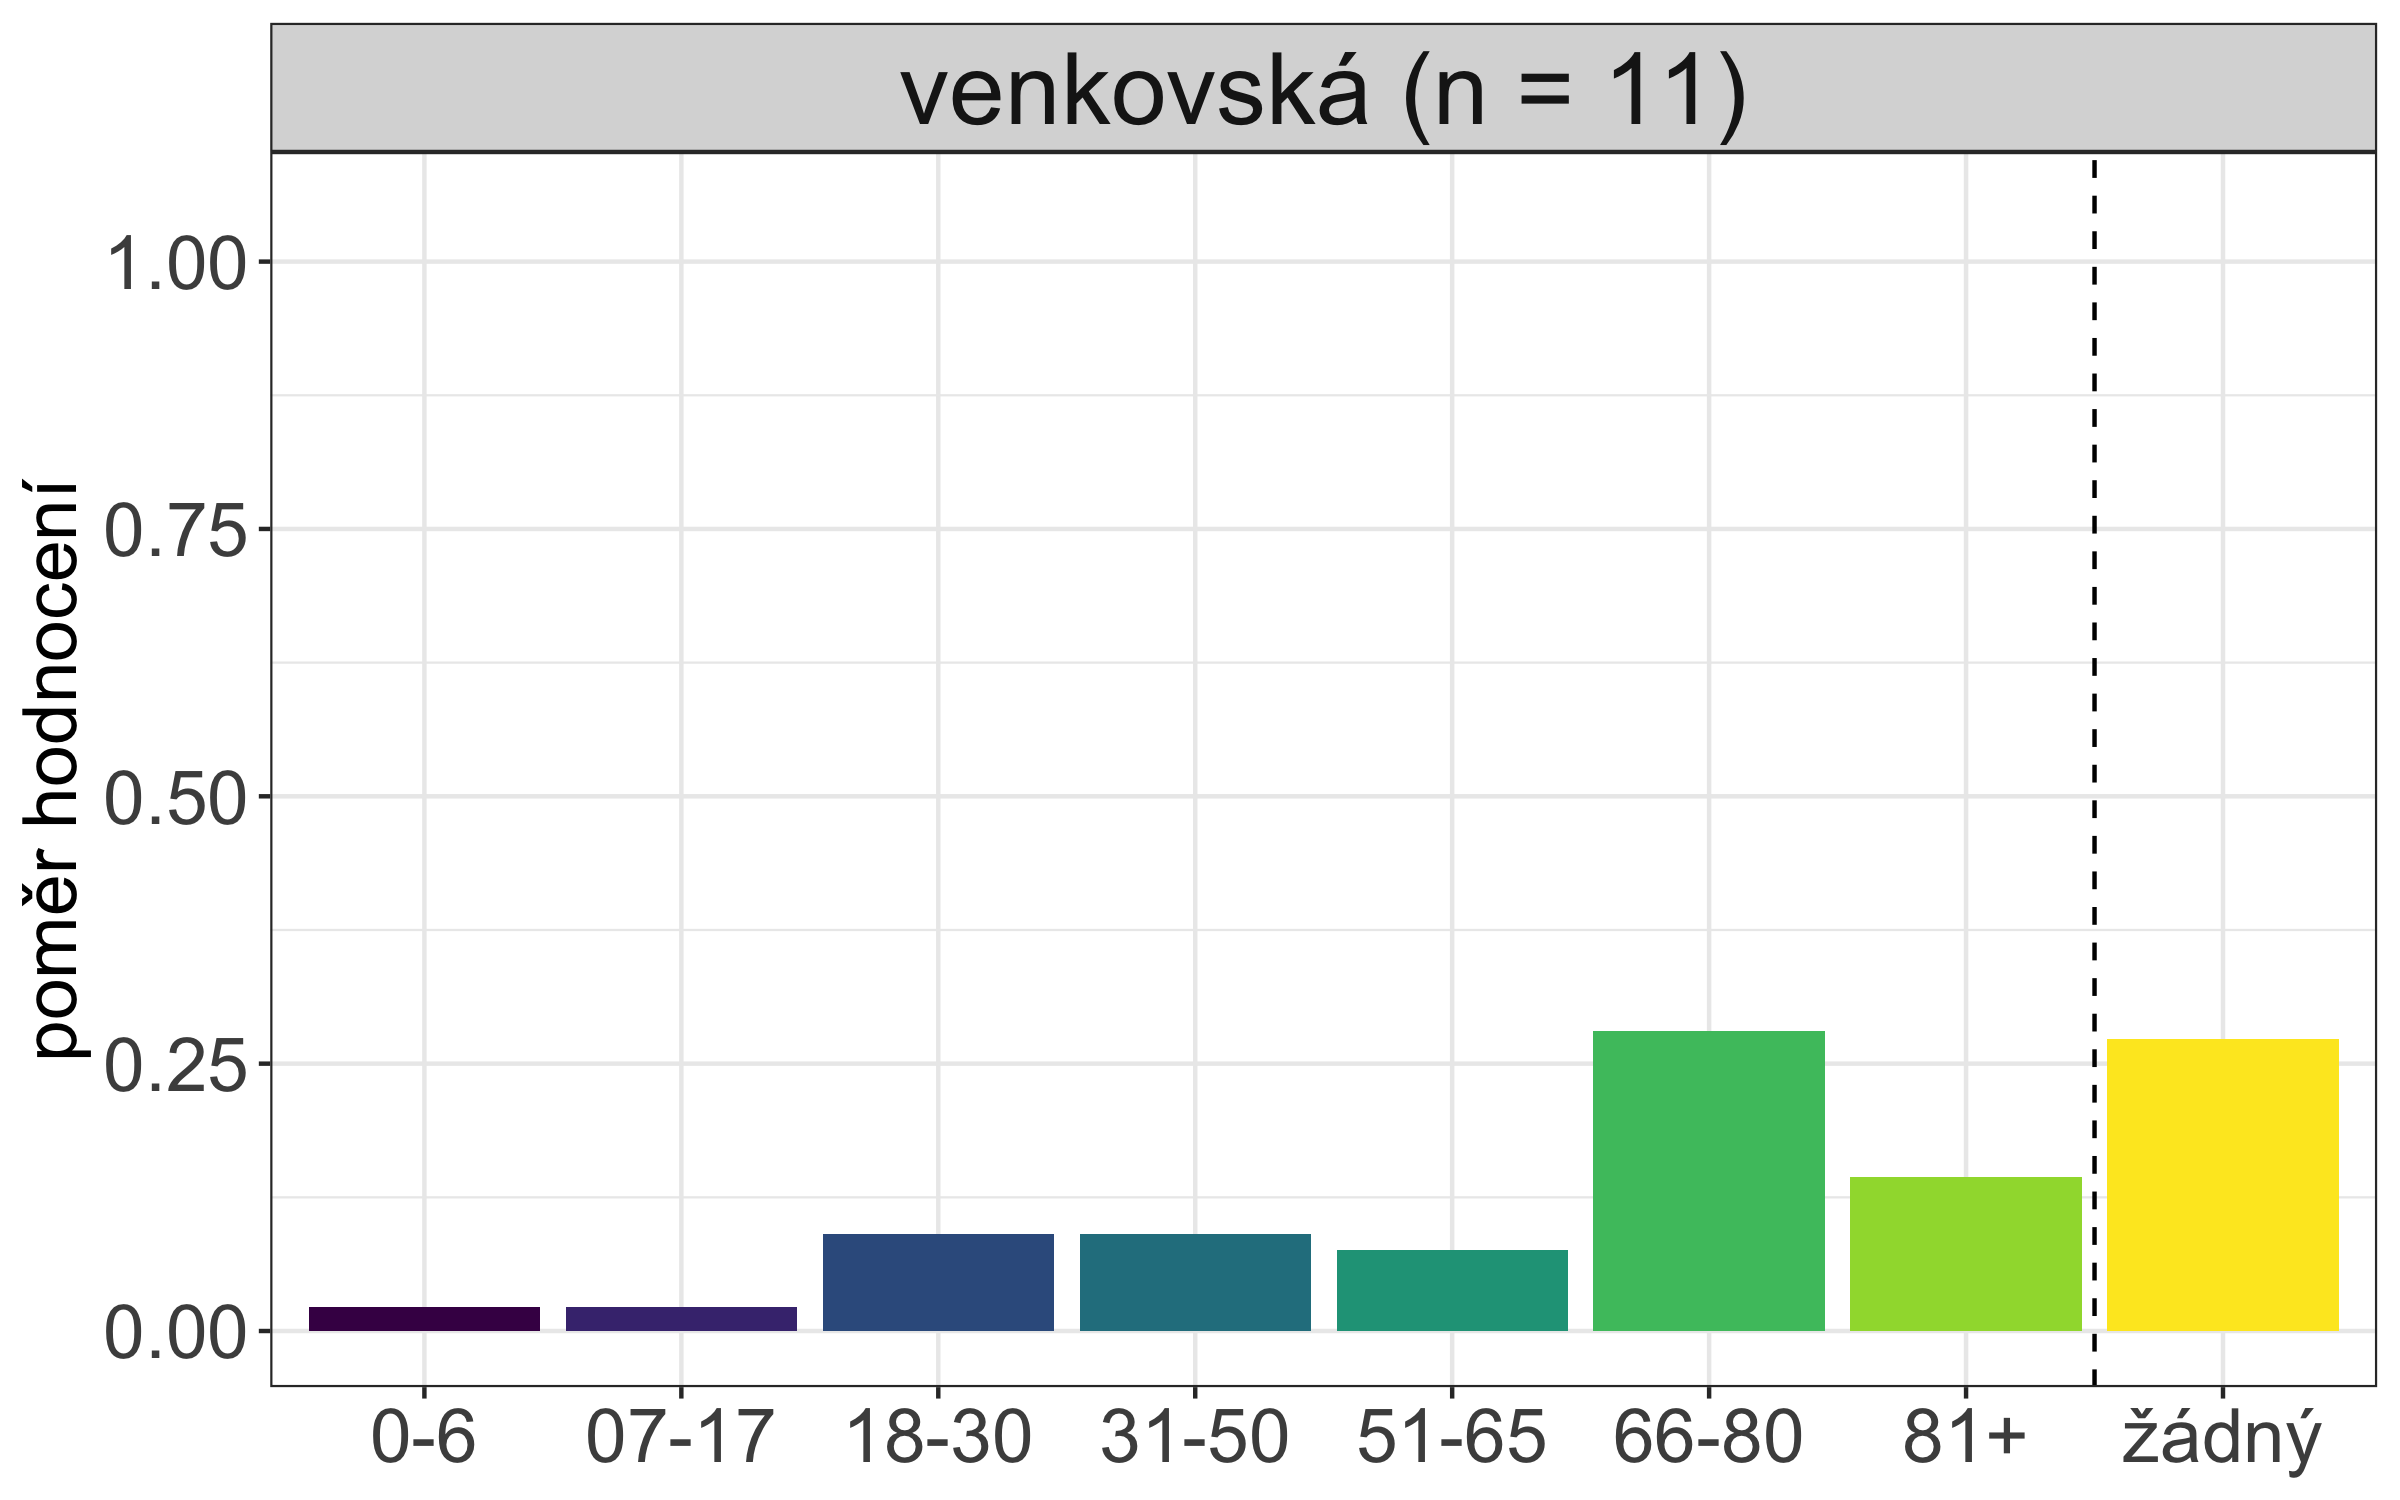 venkovská (n = 11)
poměr hodnocení
1.00
0.75
0.50
0.25
0.00
0-6 07-17 18-30 31-50 51-65 66-80 81+ žádný